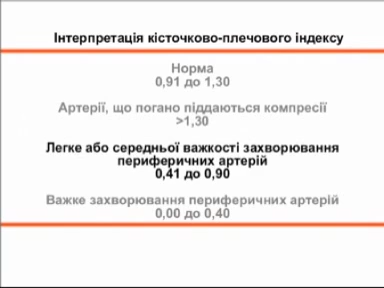 Інтерпретація кісточково-плечового індексу
Норма
0,91 до 1,30
Артерії, що погано піддаються компресії
>1,30
Легке або середньої важкості захворювання
периферичних артерій
0,41 до 0,90
Важке захворювання периферичних артерій
0,00 до 0,40